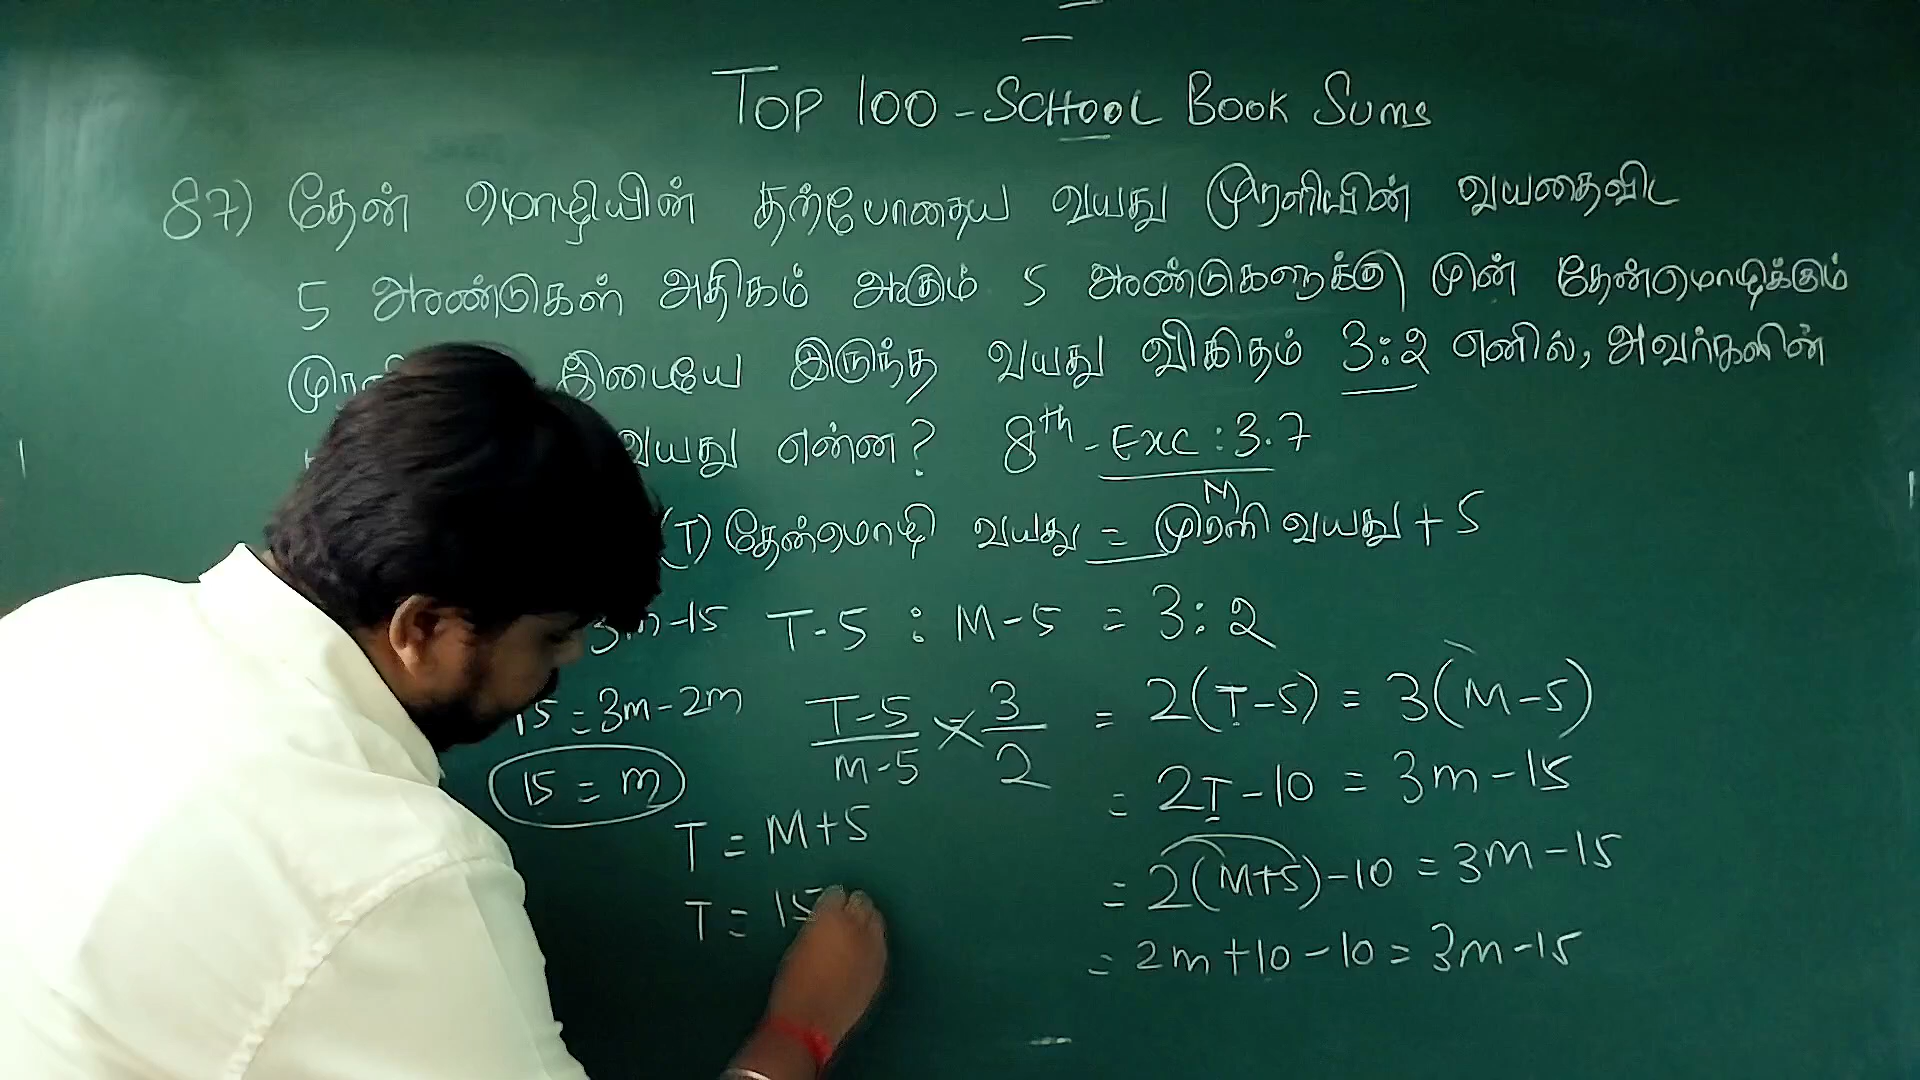 TOP 100 - SCHOOL BOOK SUMS
87) தேன் மொழியின் தற்போதைய வயது முரளியின் வயதைவிட
5 ஆண்டுகள் அதிகம் ஆகும் 5 ஆண்டுகளுக்கு முன் தேன்மொழிக்கும்
இடையே இருந்த வயது விகிதம் 3:2 எனில், அவர்களின்
வயது என்ன? 8th - Exc : 3.7
M
(T) தேன்மொழி வயது = முரளி வயது + 5
3m-15 T-5 : M-5 = 3:2
15 = 3m-2m
T-5/m-5 × 3/2 = 2(T-5) = 3(M-5)
15 = m
= 2T-10 = 3m-15
T = M+5
= 2(M+5)-10 = 3m-15
T = 15
= 2m+10-10 = 3m-15